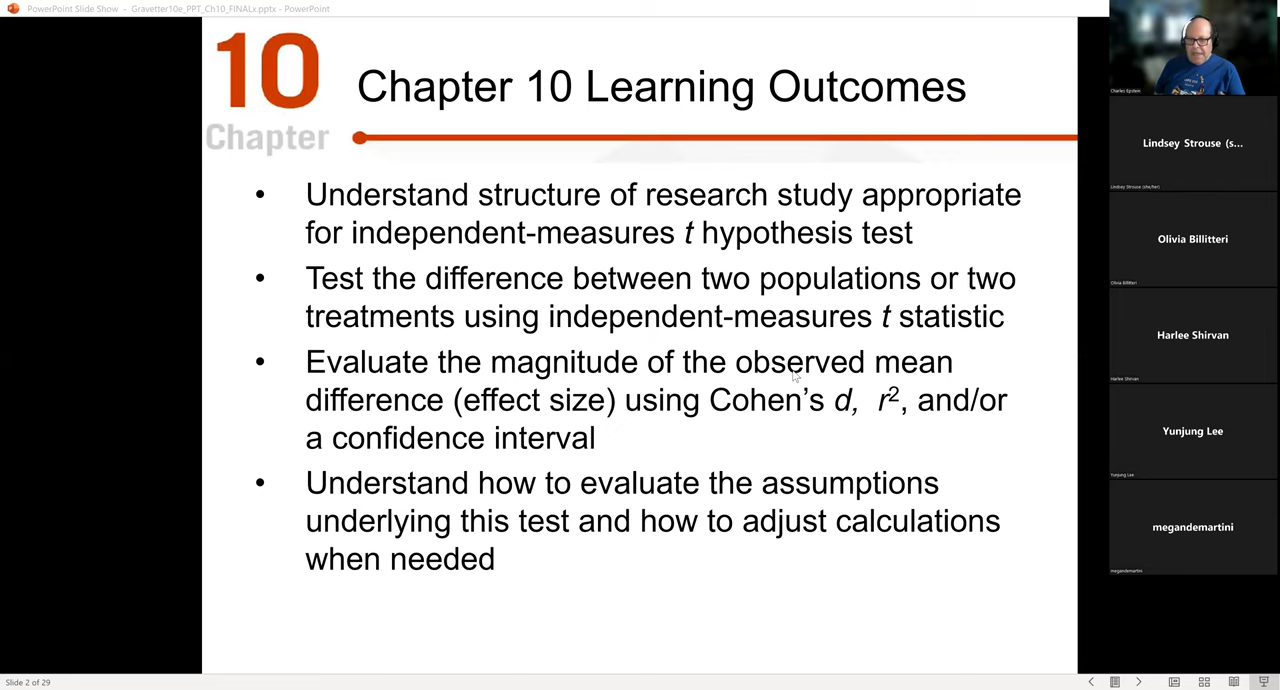 PowerPoint Slide Show - Gravetter10e_PPT_Ch10_FINALx.pptx - PowerPoint
10
Chapter
Chapter 10 Learning Outcomes
• Understand structure of research study appropriate
for independent-measures t hypothesis test
• Test the difference between two populations or two
treatments using independent-measures t statistic
• Evaluate the magnitude of the observed mean
difference (effect size) using Cohen’s d, r², and/or
a confidence interval
• Understand how to evaluate the assumptions
underlying this test and how to adjust calculations
when needed
Charles Epstein
Lindsey Strouse (s...
Lindsey Strouse (she/her)
Olivia Billitteri
Olivia Billitteri
Harlee Shirvan
Harlee Shirvan
Yunjung Lee
Yunjung Lee
megandemartini
megandemartini
Slide 2 of 29